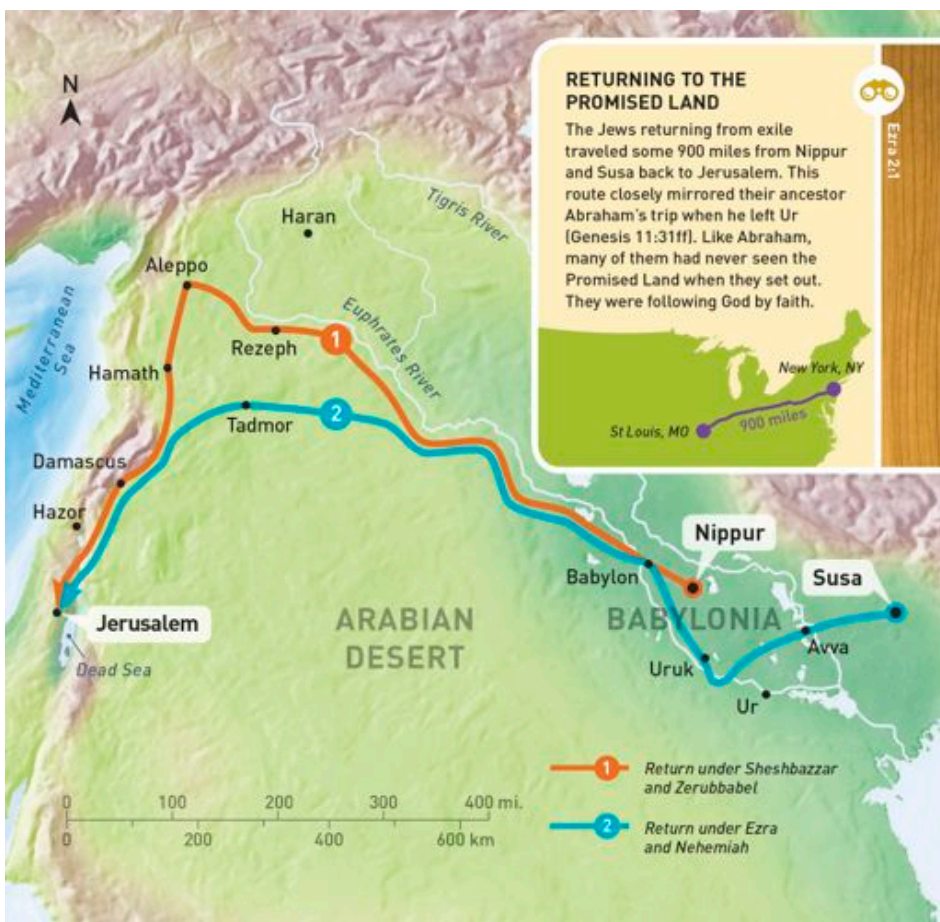 N
RETURNING TO THE
PROMISED LAND
The Jews returning from exile
traveled some 900 miles from Nippur
and Susa back to Jerusalem. This
route closely mirrored their ancestor
Abraham's trip when he left Ur
(Genesis 11:31ff). Like Abraham,
many of them had never seen the
Promised Land when they set out.
They were following God by faith.
Ezra 2:1
New York, NY
St Louis, MO
900 miles
Haran
Tigris River
Aleppo
Mediterranean
Sea
Rezeph
1
Euphrates River
Hamath
2
Tadmor
Damascus
Hazor
Nippur
Babylon
Susa
Jerusalem
ARABIAN
DESERT
BABYLONIA
Avva
Dead Sea
Uruk
Ur
1 Return under Sheshbazzar
and Zerubbabel
2 Return under Ezra
and Nehemiah
0 100 200 300 400 mi.
0 200 400 600 km